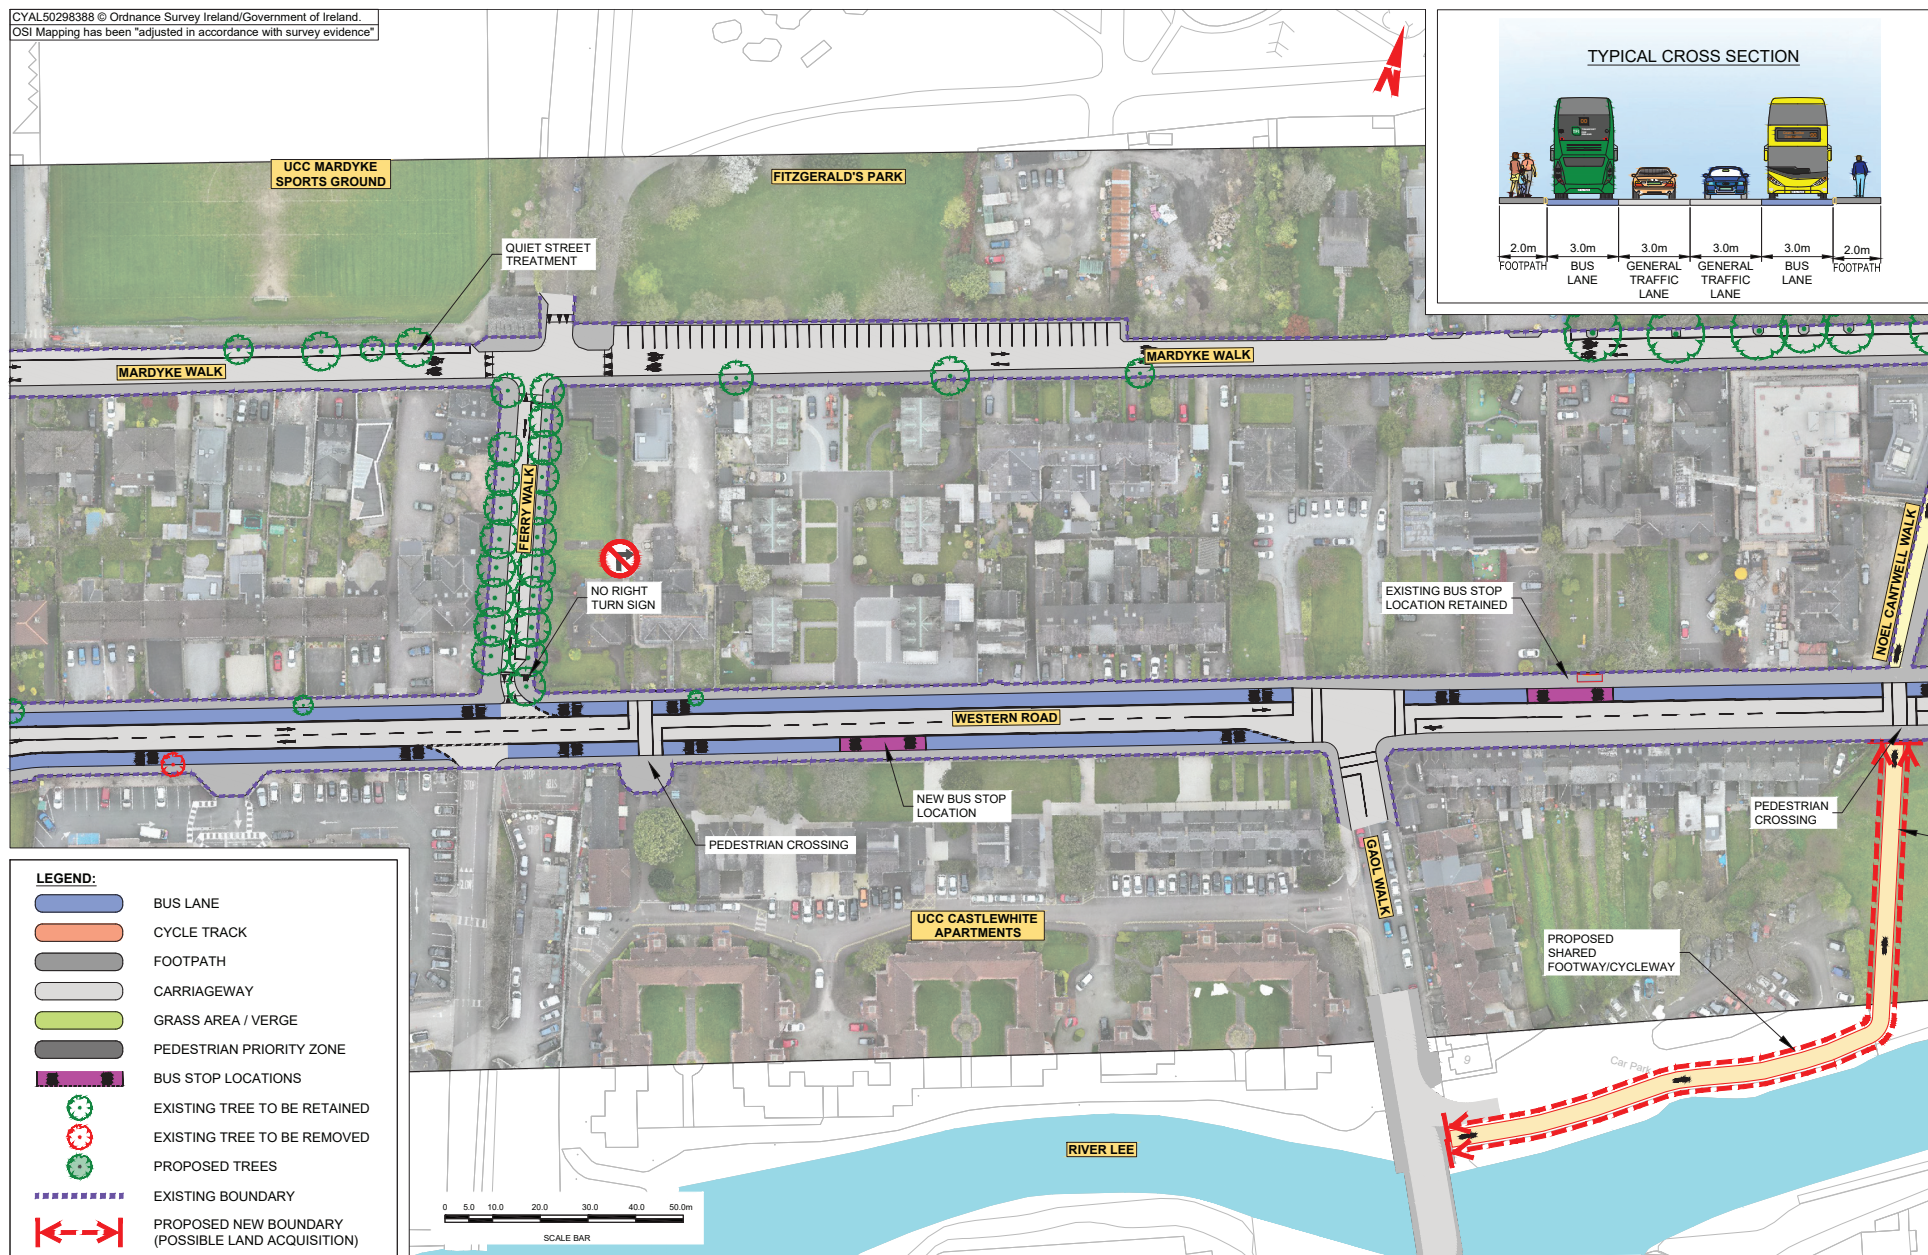 CYAL50298388 © Ordnance Survey Ireland/Government of Ireland.
OSI Mapping has been "adjusted in accordance with survey evidence"
TYPICAL CROSS SECTION
2.0m
3.0m
3.0m
3.0m
3.0m
2.0m
FOOTPATH
BUS
LANE
GENERAL
TRAFFIC
LANE
GENERAL
TRAFFIC
LANE
BUS
LANE
FOOTPATH
N
UCC MARDYKE
SPORTS GROUND
FITZGERALD'S PARK
QUIET STREET
TREATMENT
MARDYKE WALK
MARDYKE WALK
FERRY WALK
NO RIGHT
TURN SIGN
EXISTING BUS STOP
LOCATION RETAINED
NOEL CANTWELL WALK
WESTERN ROAD
NEW BUS STOP
LOCATION
PEDESTRIAN CROSSING
PEDESTRIAN
CROSSING
GAOL WALK
UCC CASTLEWHITE
APARTMENTS
PROPOSED
SHARED
FOOTWAY/CYCLEWAY
9
Car Park
RIVER LEE
LEGEND:
BUS LANE
CYCLE TRACK
FOOTPATH
CARRIAGEWAY
GRASS AREA / VERGE
PEDESTRIAN PRIORITY ZONE
BUS STOP LOCATIONS
EXISTING TREE TO BE RETAINED
EXISTING TREE TO BE REMOVED
PROPOSED TREES
EXISTING BOUNDARY
PROPOSED NEW BOUNDARY
(POSSIBLE LAND ACQUISITION)
0 5.0 10.0 20.0 30.0 40.0 50.0m
SCALE BAR